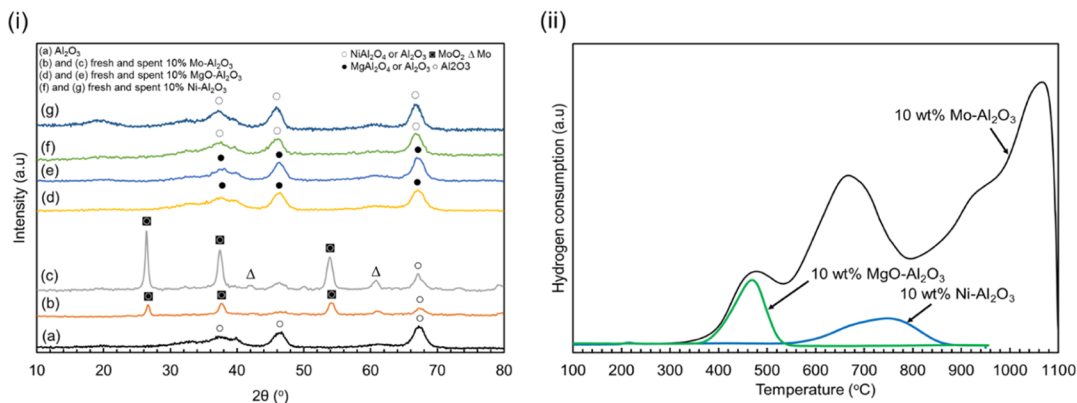 (i)
(a) Al₂O₃
(b) and (c) fresh and spent 10% Mo-Al₂O₃
(d) and (e) fresh and spent 10% MgO-Al₂O₃
(f) and (g) fresh and spent 10% Ni-Al₂O₃
○ NiAl₂O₄ or Al₂O₃ ◙ MoO₂ Δ Mo
● MgAl₂O₄ or Al₂O₃ ○ Al2O3
(g)
(f)
(e)
(d)
(c)
Δ
Δ
(b)
(a)
Intensity (a.u)
10 20 30 40 50 60 70 80
2θ (°)
(ii)
10 wt% Mo-Al₂O₃
10 wt% MgO-Al₂O₃
10 wt% Ni-Al₂O₃
Hydrogen consumption (a.u)
100 200 300 400 500 600 700 800 900 1000 1100
Temperature (°C)